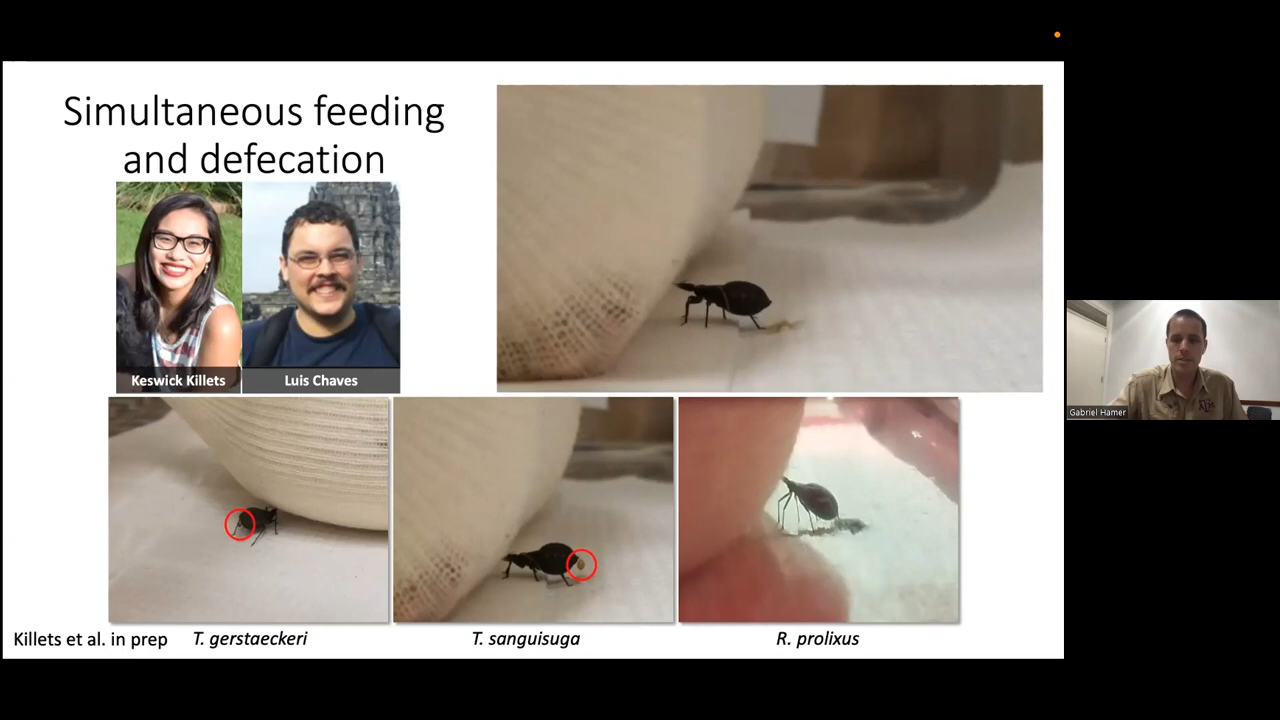 Simultaneous feeding
and defecation
Keswick Killets
Luis Chaves
Killets et al. in prep
T. gerstaeckeri
T. sanguisuga
R. prolixus
Gabriel Hamer